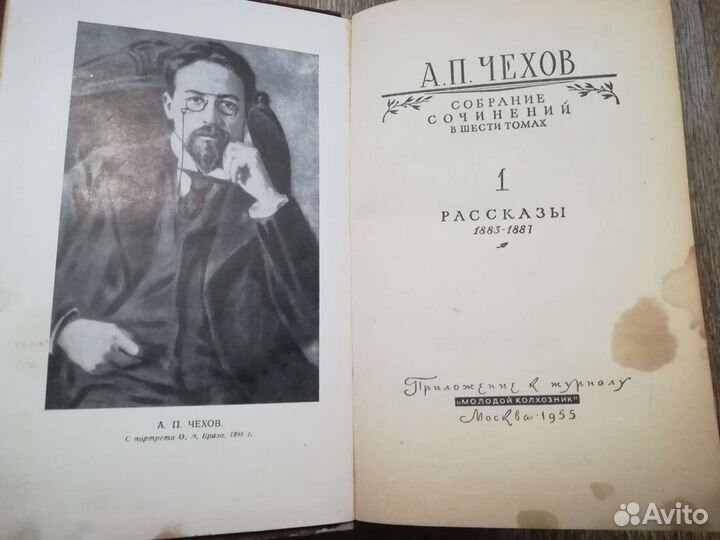 А. П. ЧЕХОВ.
С портрета О. Э. Браза. 1898 г.
А.П. ЧЕХОВ
СОБРАНИЕ
СОЧИНЕНИЙ
В ШЕСТИ ТОМАХ
1
РАССКАЗЫ
1883-1887
Приложение к журналу
„МОЛОДОЙ КОЛХОЗНИК"
Москва·1955
Avito